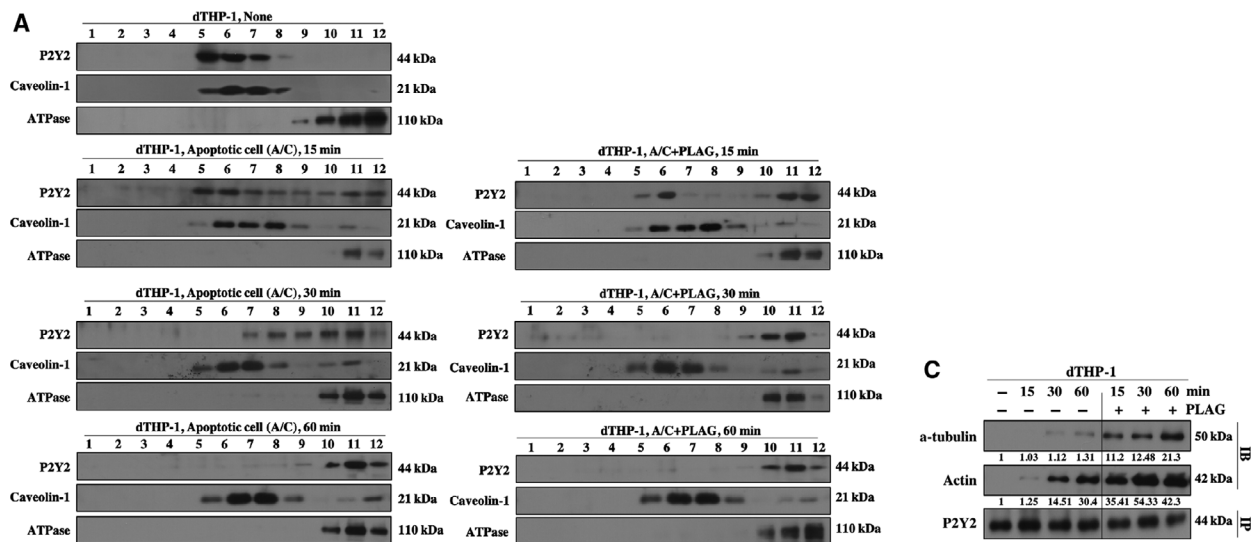 A
dTHP-1, None
1 2 3 4 5 6 7 8 9 10 11 12
P2Y2 44 kDa
Caveolin-1 21 kDa
ATPase 110 kDa
dTHP-1, Apoptotic cell (A/C), 15 min
1 2 3 4 5 6 7 8 9 10 11 12
P2Y2 44 kDa
Caveolin-1 21 kDa
ATPase 110 kDa
dTHP-1, A/C+PLAG, 15 min
1 2 3 4 5 6 7 8 9 10 11 12
P2Y2 44 kDa
Caveolin-1 21 kDa
ATPase 110 kDa
dTHP-1, Apoptotic cell (A/C), 30 min
1 2 3 4 5 6 7 8 9 10 11 12
P2Y2 44 kDa
Caveolin-1 21 kDa
ATPase 110 kDa
dTHP-1, A/C+PLAG, 30 min
1 2 3 4 5 6 7 8 9 10 11 12
P2Y2 44 kDa
Caveolin-1 21 kDa
ATPase 110 kDa
dTHP-1, Apoptotic cell (A/C), 60 min
1 2 3 4 5 6 7 8 9 10 11 12
P2Y2 44 kDa
Caveolin-1 21 kDa
ATPase 110 kDa
dTHP-1, A/C+PLAG, 60 min
1 2 3 4 5 6 7 8 9 10 11 12
P2Y2 44 kDa
Caveolin-1 21 kDa
ATPase 110 kDa
C
dTHP-1
– 15 30 60 15 30 60 min
– – – – + + + PLAG
a-tubulin 50 kDa
1 1.03 1.12 1.31 11.2 12.48 21.3
IB
Actin 42 kDa
1 1.25 14.51 30.4 35.41 54.33 42.3
P2Y2 44 kDa
IP